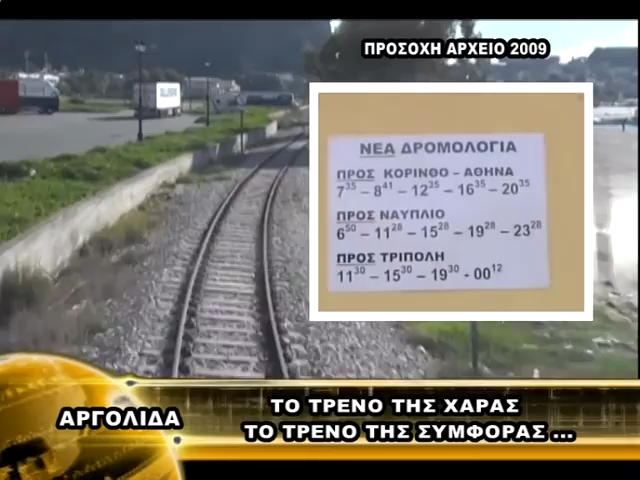 ΠΡΟΣΟΧΗ ΑΡΧΕΙΟ 2009
ΝΕΑ ΔΡΟΜΟΛΟΓΙΑ
ΠΡΟΣ ΚΟΡΙΝΘΟ – ΑΘΗΝΑ
7³⁵ – 8⁴¹ – 12³⁵ – 16³⁵ – 20³⁵
ΠΡΟΣ ΝΑΥΠΛΙΟ
6⁵⁰ – 11²⁸ – 15²⁸ – 19²⁸ – 23²⁸
ΠΡΟΣ ΤΡΙΠΟΛΗ
11³⁰ – 15³⁰ – 19³⁰ - 00¹²
ΑΡΓΟΛΙΔΑ
ΤΟ ΤΡΕΝΟ ΤΗΣ ΧΑΡΑΣ
ΤΟ ΤΡΕΝΟ ΤΗΣ ΣΥΜΦΟΡΑΣ ...